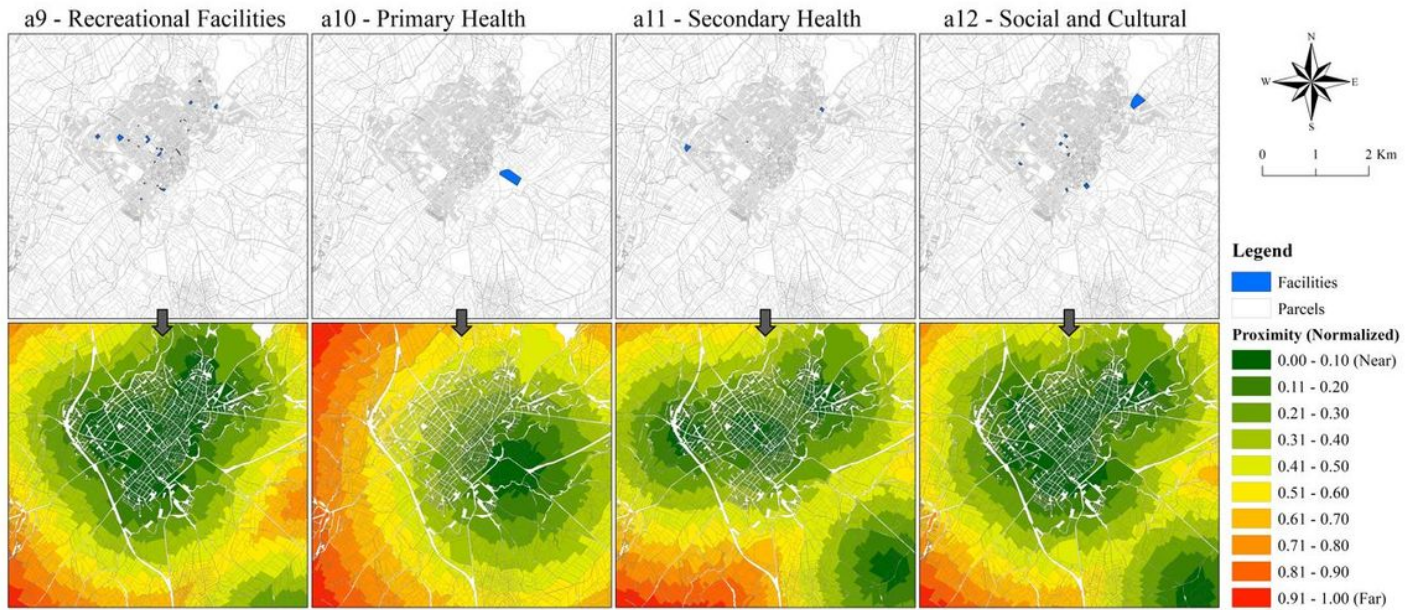 a9 - Recreational Facilities
a10 - Primary Health
a11 - Secondary Health
a12 - Social and Cultural
N
W
E
S
0
1
2 Km
Legend
Facilities
Parcels
Proximity (Normalized)
0.00 - 0.10 (Near)
0.11 - 0.20
0.21 - 0.30
0.31 - 0.40
0.41 - 0.50
0.51 - 0.60
0.61 - 0.70
0.71 - 0.80
0.81 - 0.90
0.91 - 1.00 (Far)